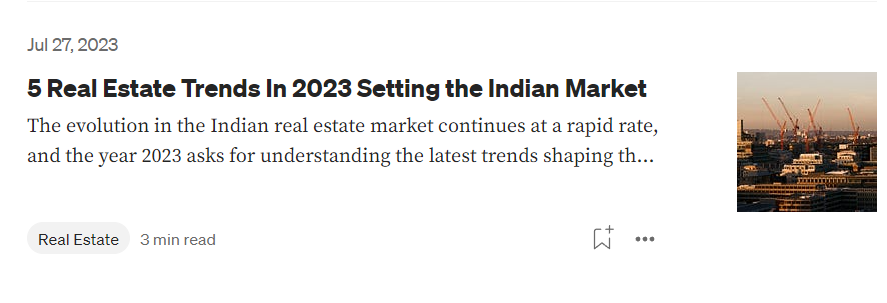 Jul 27, 2023
5 Real Estate Trends In 2023 Setting the Indian Market
The evolution in the Indian real estate market continues at a rapid rate,
and the year 2023 asks for understanding the latest trends shaping th...
Real Estate 3 min read